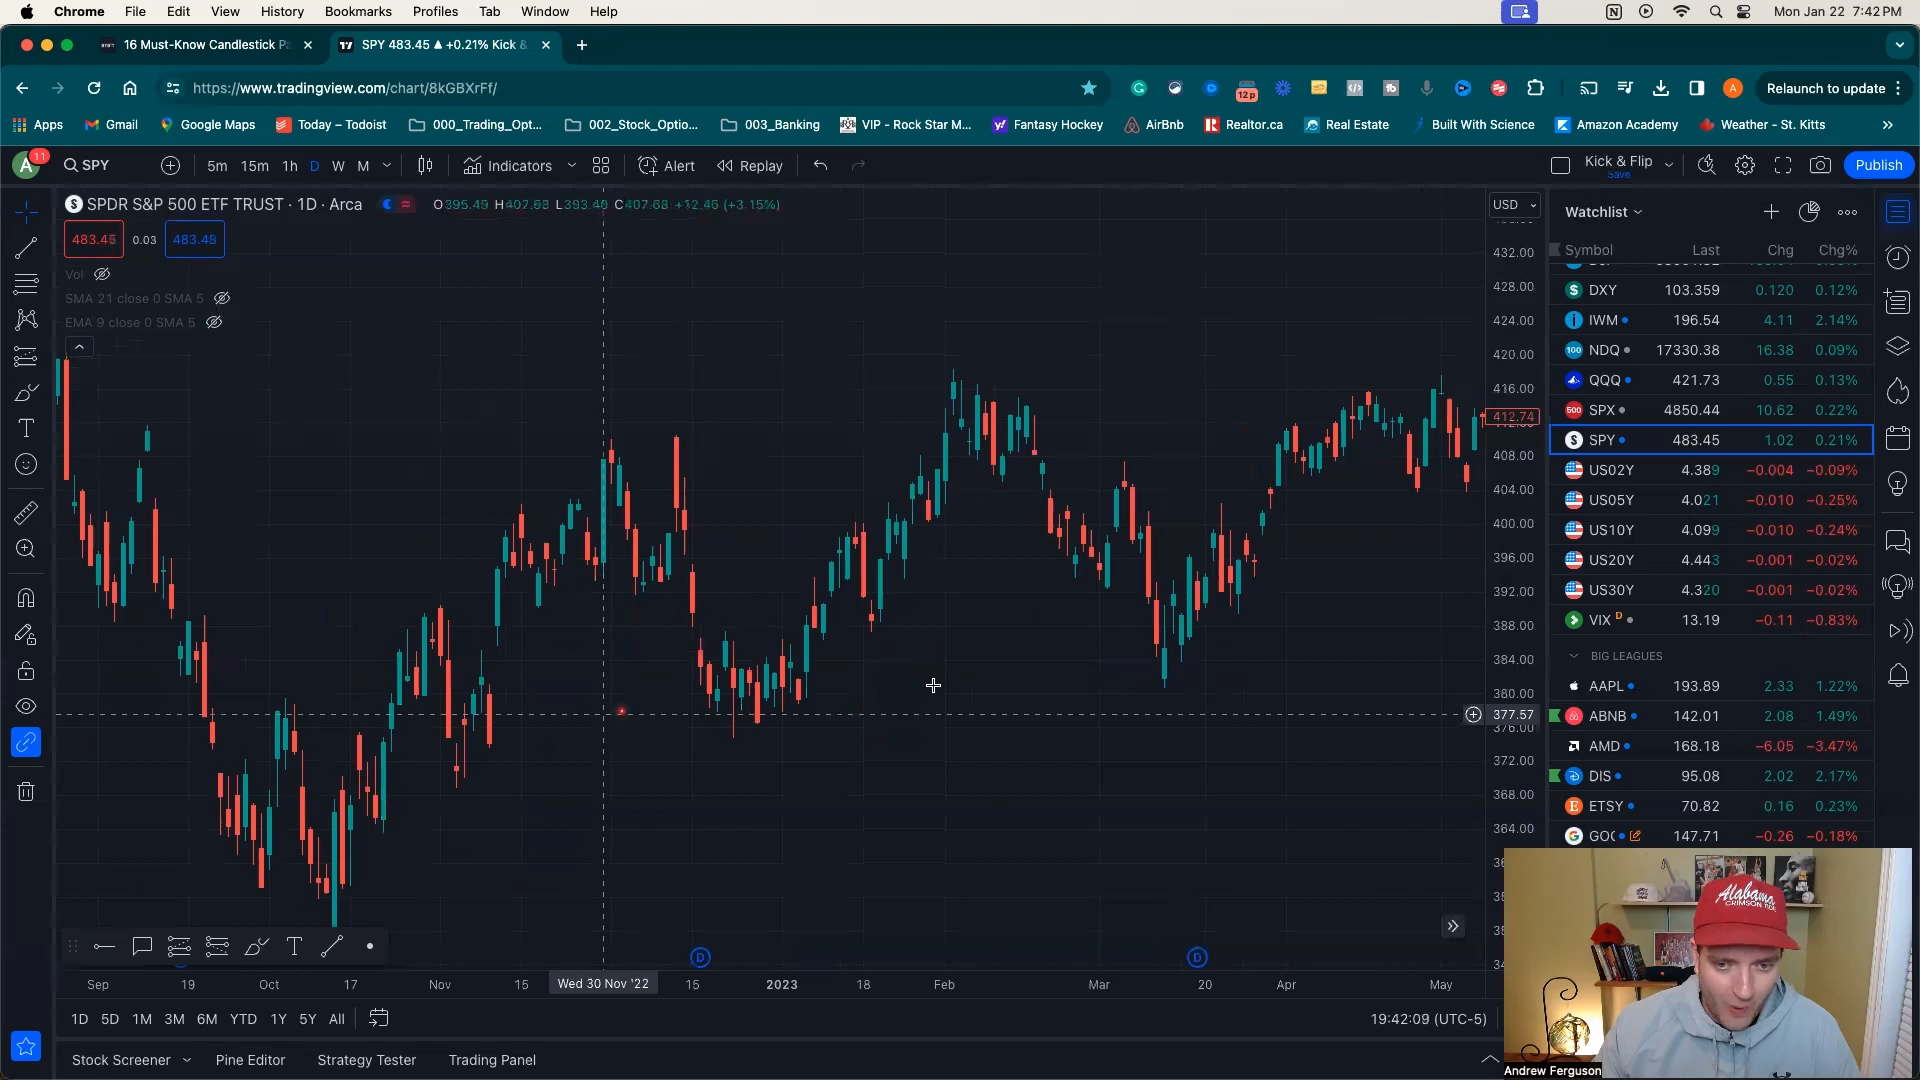 Chrome File Edit View History Bookmarks Profiles Tab Window Help Mon Jan 22 7:42 PM
16 Must-Know Candlestick Pa
SPY 483.45 ▲ +0.21% Kick &
https://www.tradingview.com/chart/8kGBXrFf/
12p
A
Relaunch to update
Apps Gmail Google Maps Today – Todoist 000_Trading_Opt... 002_Stock_Optio... 003_Banking VIP - Rock Star M... Fantasy Hockey AirBnb Realtor.ca Real Estate Built With Science Amazon Academy Weather - St. Kitts »
A 11 SPY 5m 15m 1h D W M Indicators Alert Replay Kick & Flip Save Publish
SPDR S&P 500 ETF TRUST · 1D · Arca O395.49 H407.68 L393.48 C407.68 +12.46 (+3.15%) USD
483.45 0.03 483.48
Vol
SMA 21 close 0 SMA 5
EMA 9 close 0 SMA 5
432.00
428.00
424.00
420.00
416.00
412.74
408.00
404.00
400.00
396.00
392.00
388.00
384.00
380.00
377.57
376.00
372.00
368.00
364.00
D D
Sep 19 Oct 17 Nov 15 Wed 30 Nov '22 15 2023 18 Feb Mar 20 Apr May
1D 5D 1M 3M 6M YTD 1Y 5Y All 19:42:09 (UTC-5)
Stock Screener Pine Editor Strategy Tester Trading Panel
Watchlist
Symbol Last Chg Chg%
DXY 103.359 0.120 0.12%
IWM 196.54 4.11 2.14%
NDQ 17330.38 16.38 0.09%
QQQ 421.73 0.55 0.13%
SPX 4850.44 10.62 0.22%
SPY 483.45 1.02 0.21%
US02Y 4.389 −0.004 −0.09%
US05Y 4.021 −0.010 −0.25%
US10Y 4.099 −0.010 −0.24%
US20Y 4.443 −0.001 −0.02%
US30Y 4.320 −0.001 −0.02%
VIX D 13.19 −0.11 −0.83%
BIG LEAGUES
AAPL 193.89 2.33 1.22%
ABNB 142.01 2.08 1.49%
AMD 168.18 −6.05 −3.47%
DIS 95.08 2.02 2.17%
ETSY 70.82 0.16 0.23%
GOO 147.71 −0.26 −0.18%
Alabama
CRIMSON TIDE
Andrew Ferguson